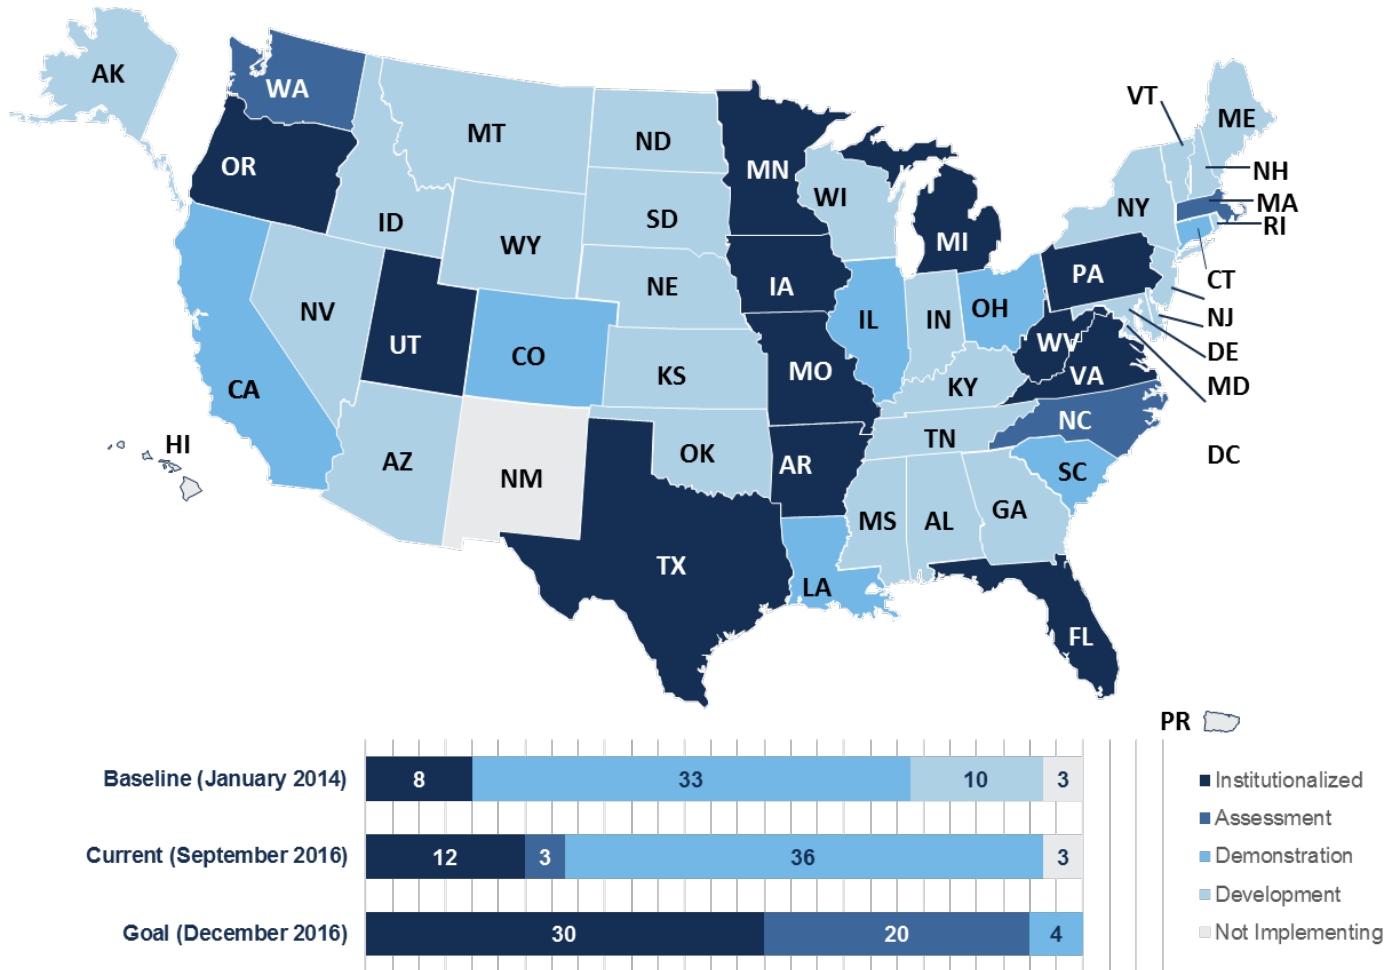 AK
WA
VT
ME
MT
ND
OR
MN
NH
WI
MA
NY
ID
SD
RI
WY
MI
PA
CT
NE
IA
NV
IL
IN
OH
NJ
UT
WV
DE
CO
MO
KS
VA
MD
CA
KY
NC
TN
HI
OK
DC
AZ
AR
SC
NM
GA
MS
AL
TX
LA
FL
PR
Baseline (January 2014)
8
33
10
3
Current (September 2016)
12
3
36
3
Goal (December 2016)
30
20
4
Institutionalized
Assessment
Demonstration
Development
Not Implementing